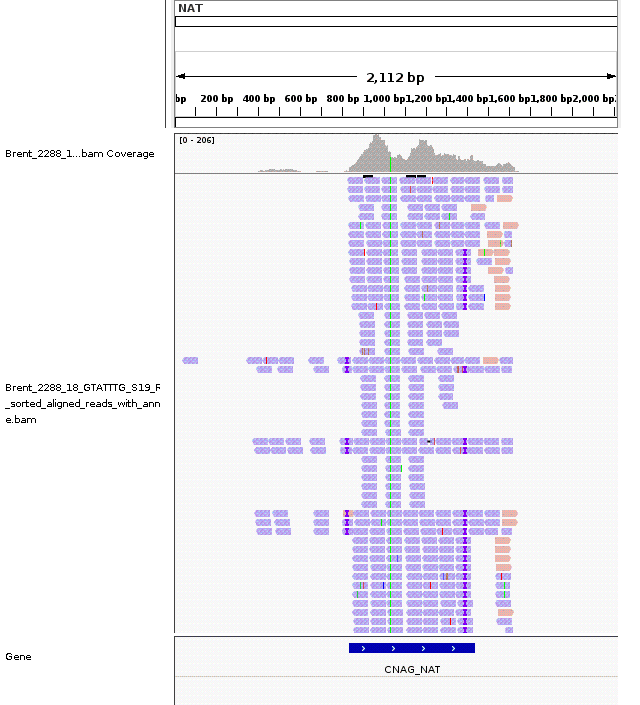 NAT
2,112 bp
bp 200 bp 400 bp 600 bp 800 bp 1,000 bp 1,200 bp 1,400 bp 1,600 bp 1,800 bp 2,000 bp
[0 - 206]
Brent_2288_1...bam Coverage
Brent_2288_18_GTATTTG_S19_R
_sorted_aligned_reads_with_ann
e.bam
Gene
CNAG_NAT